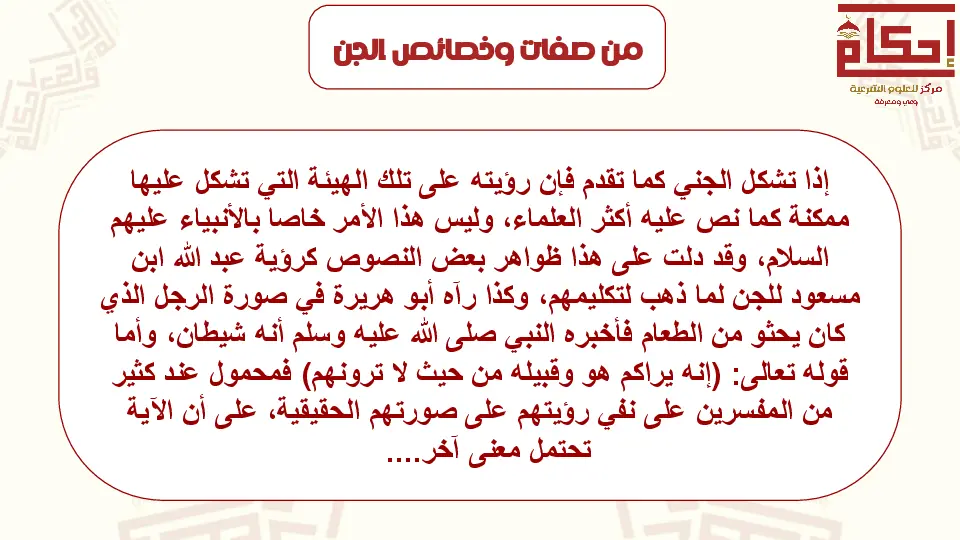 من صفات وخصائص الجن
إحكام
مركز للعلوم الشرعية
وعي ومعرفة
إذا تشكل الجني كما تقدم فإن رؤيته على تلك الهيئة التي تشكل عليها
ممكنة كما نص عليه أكثر العلماء، وليس هذا الأمر خاصا بالأنبياء عليهم
السلام، وقد دلت على هذا ظواهر بعض النصوص كرؤية عبد الله ابن
مسعود للجن لما ذهب لتكليمهم، وكذا رآه أبو هريرة في صورة الرجل الذي
كان يحثو من الطعام فأخبره النبي صلى الله عليه وسلم أنه شيطان، وأما
قوله تعالى: (إنه يراكم هو وقبيله من حيث لا ترونهم) فمحمول عند كثير
من المفسرين على نفي رؤيتهم على صورتهم الحقيقية، على أن الآية
تحتمل معنى آخر....